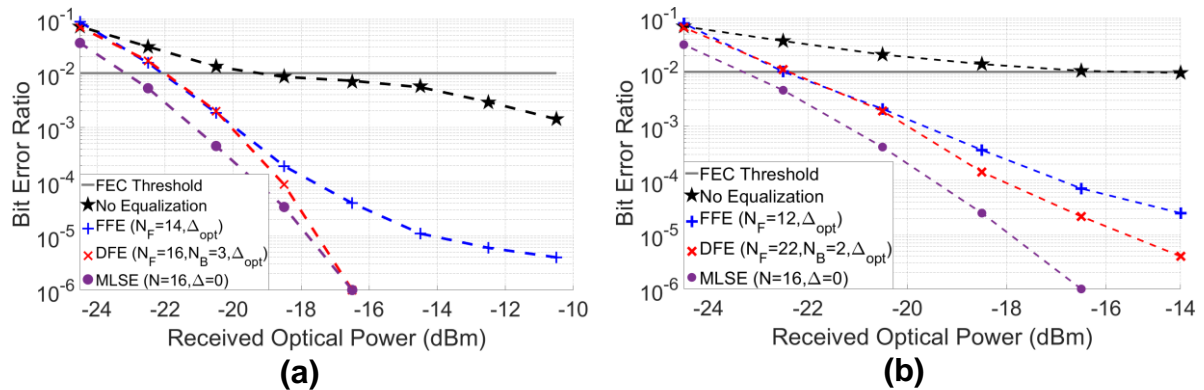 10^-1
10^-2
10^-3
10^-4
10^-5
10^-6
Bit Error Ratio
FEC Threshold
No Equalization
FFE (N_F=14,Δ_opt)
DFE (N_F=16,N_B=3,Δ_opt)
MLSE (N=16,Δ=0)
-24 -22 -20 -18 -16 -14 -12 -10
Received Optical Power (dBm)
(a)
10^-1
10^-2
10^-3
10^-4
10^-5
10^-6
Bit Error Ratio
FEC Threshold
No Equalization
FFE (N_F=12,Δ_opt)
DFE (N_F=22,N_B=2,Δ_opt)
MLSE (N=16,Δ=0)
-24 -22 -20 -18 -16 -14
Received Optical Power (dBm)
(b)